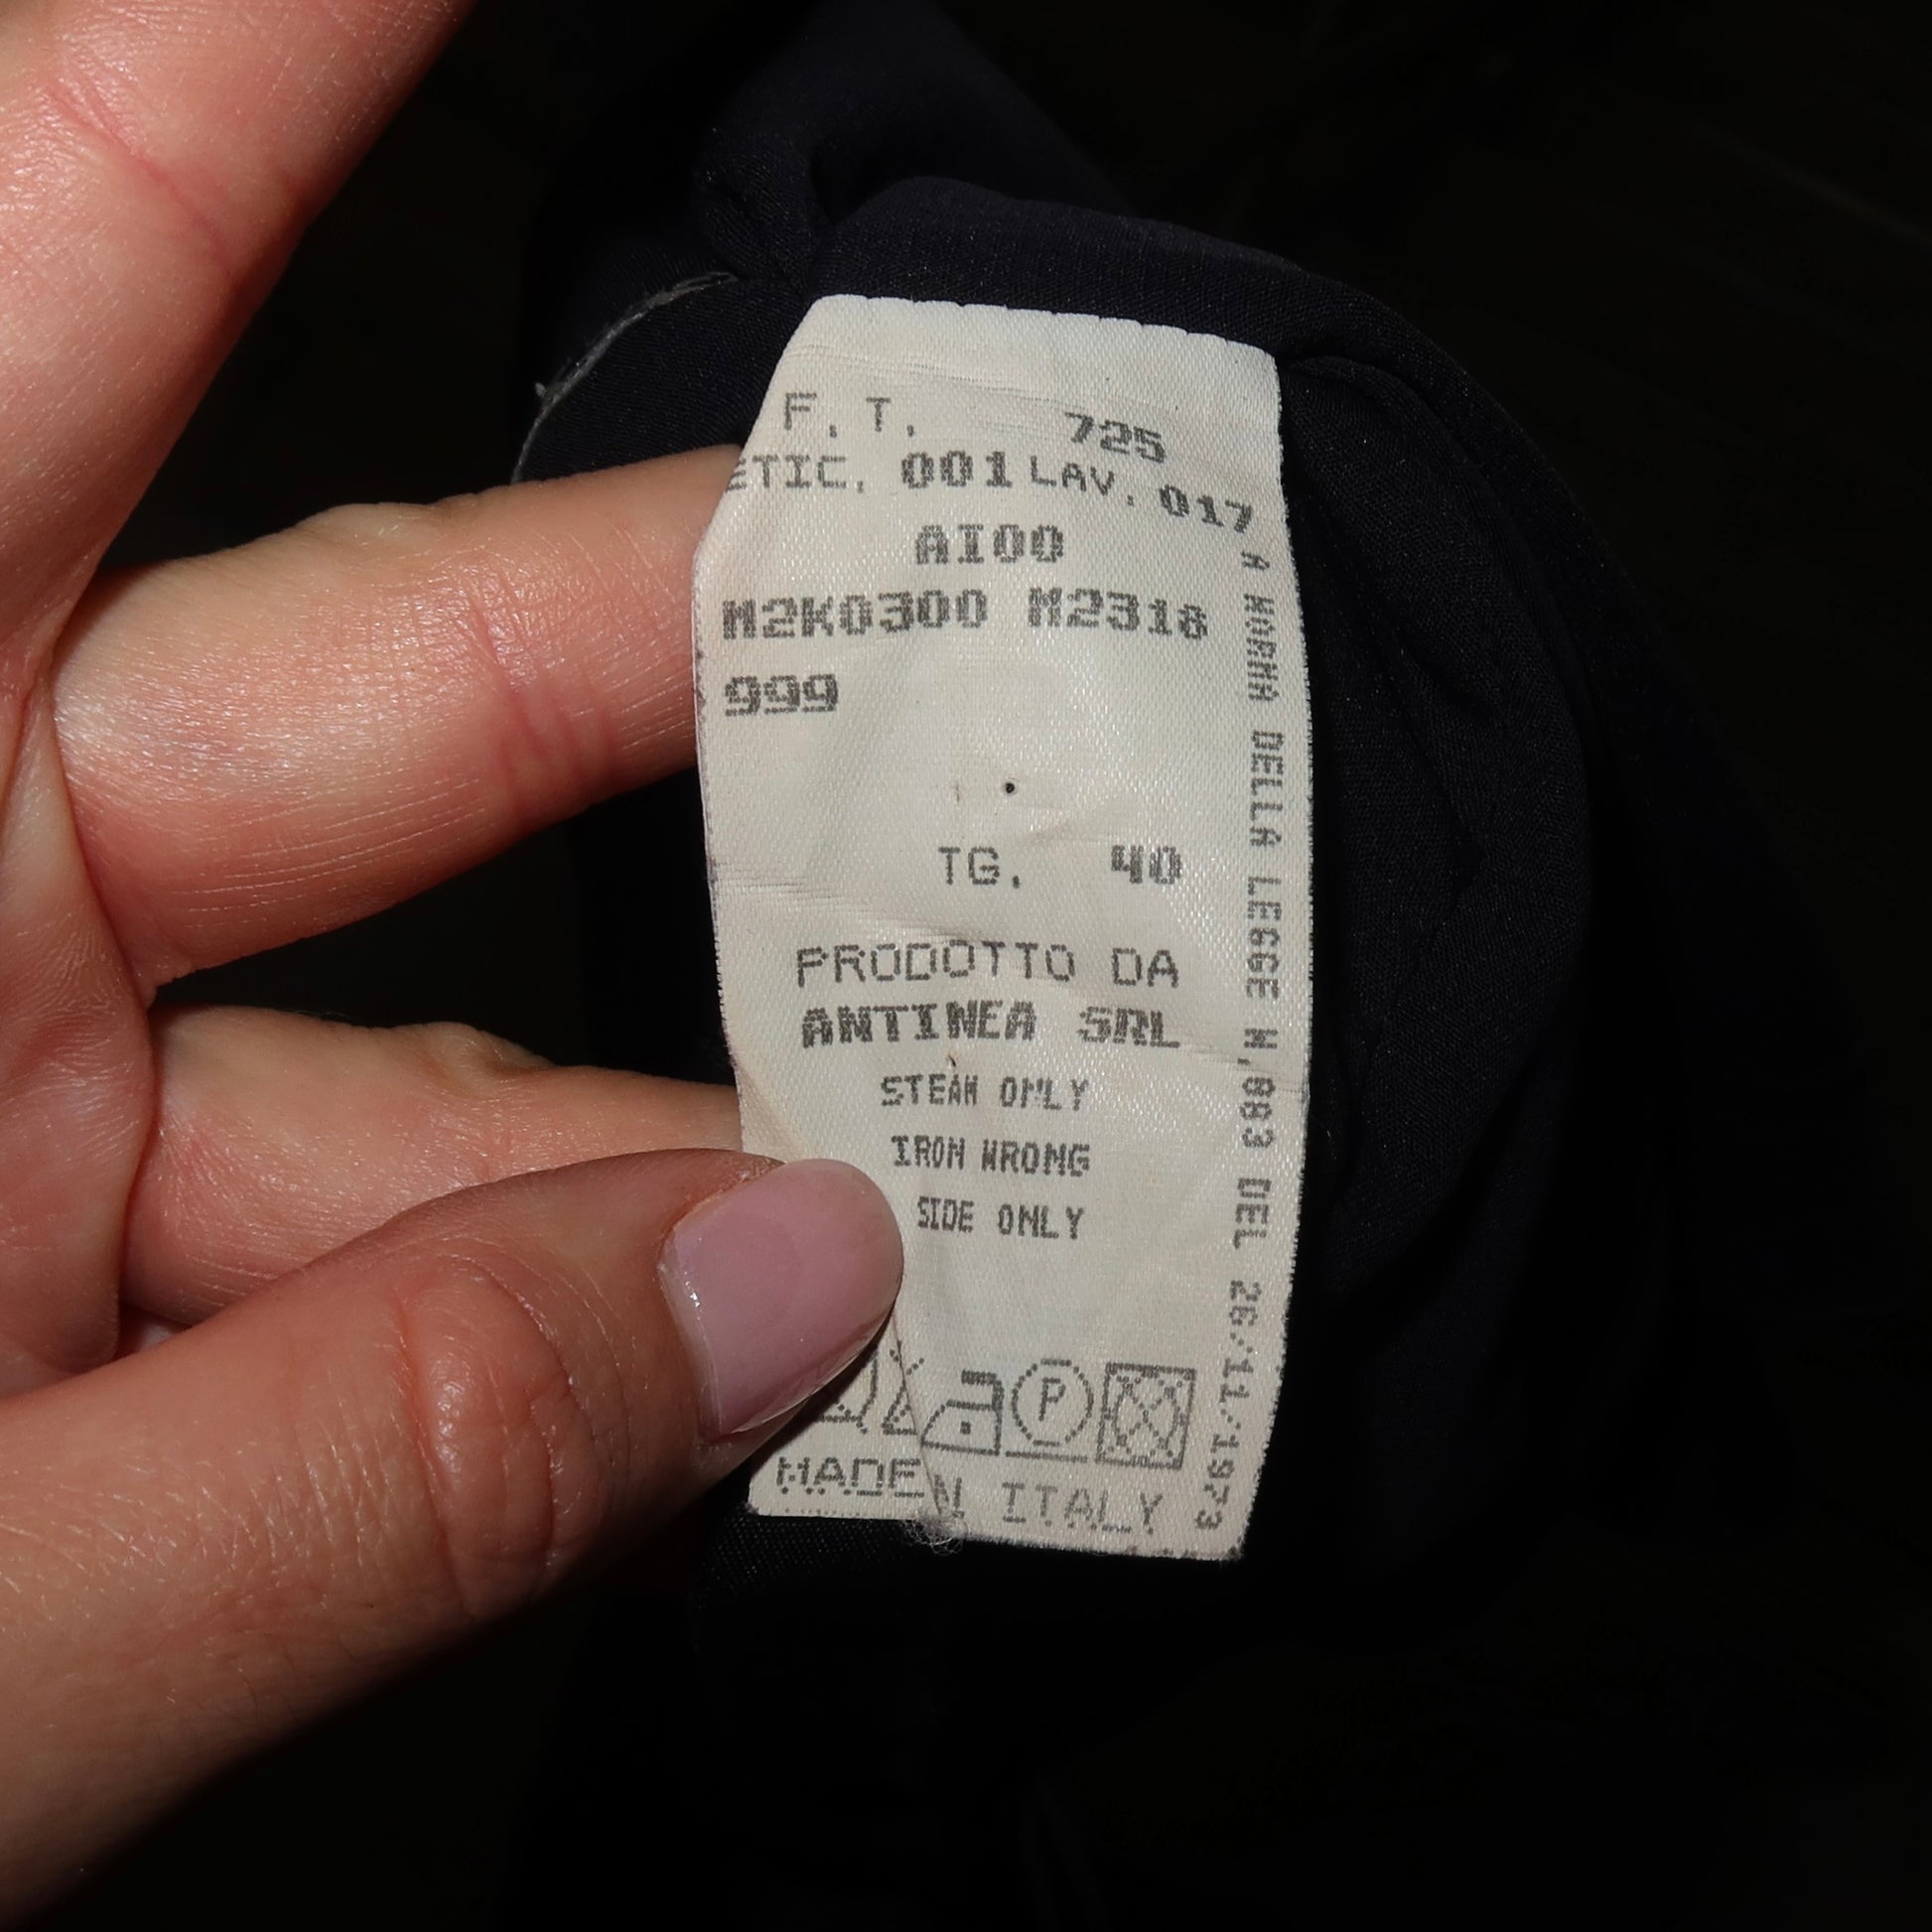 F. T. 725
ETIC. 001 LAV. 017
AI00
M2K0300 M2318
999
TG. 40
PRODOTTO DA
ANTINEA SRL
STEAM ONLY
IRON WRONG
SIDE ONLY
P
MADE N ITALY
A NORMA DELLA LEGGE N.883 DEL 26/11/1973